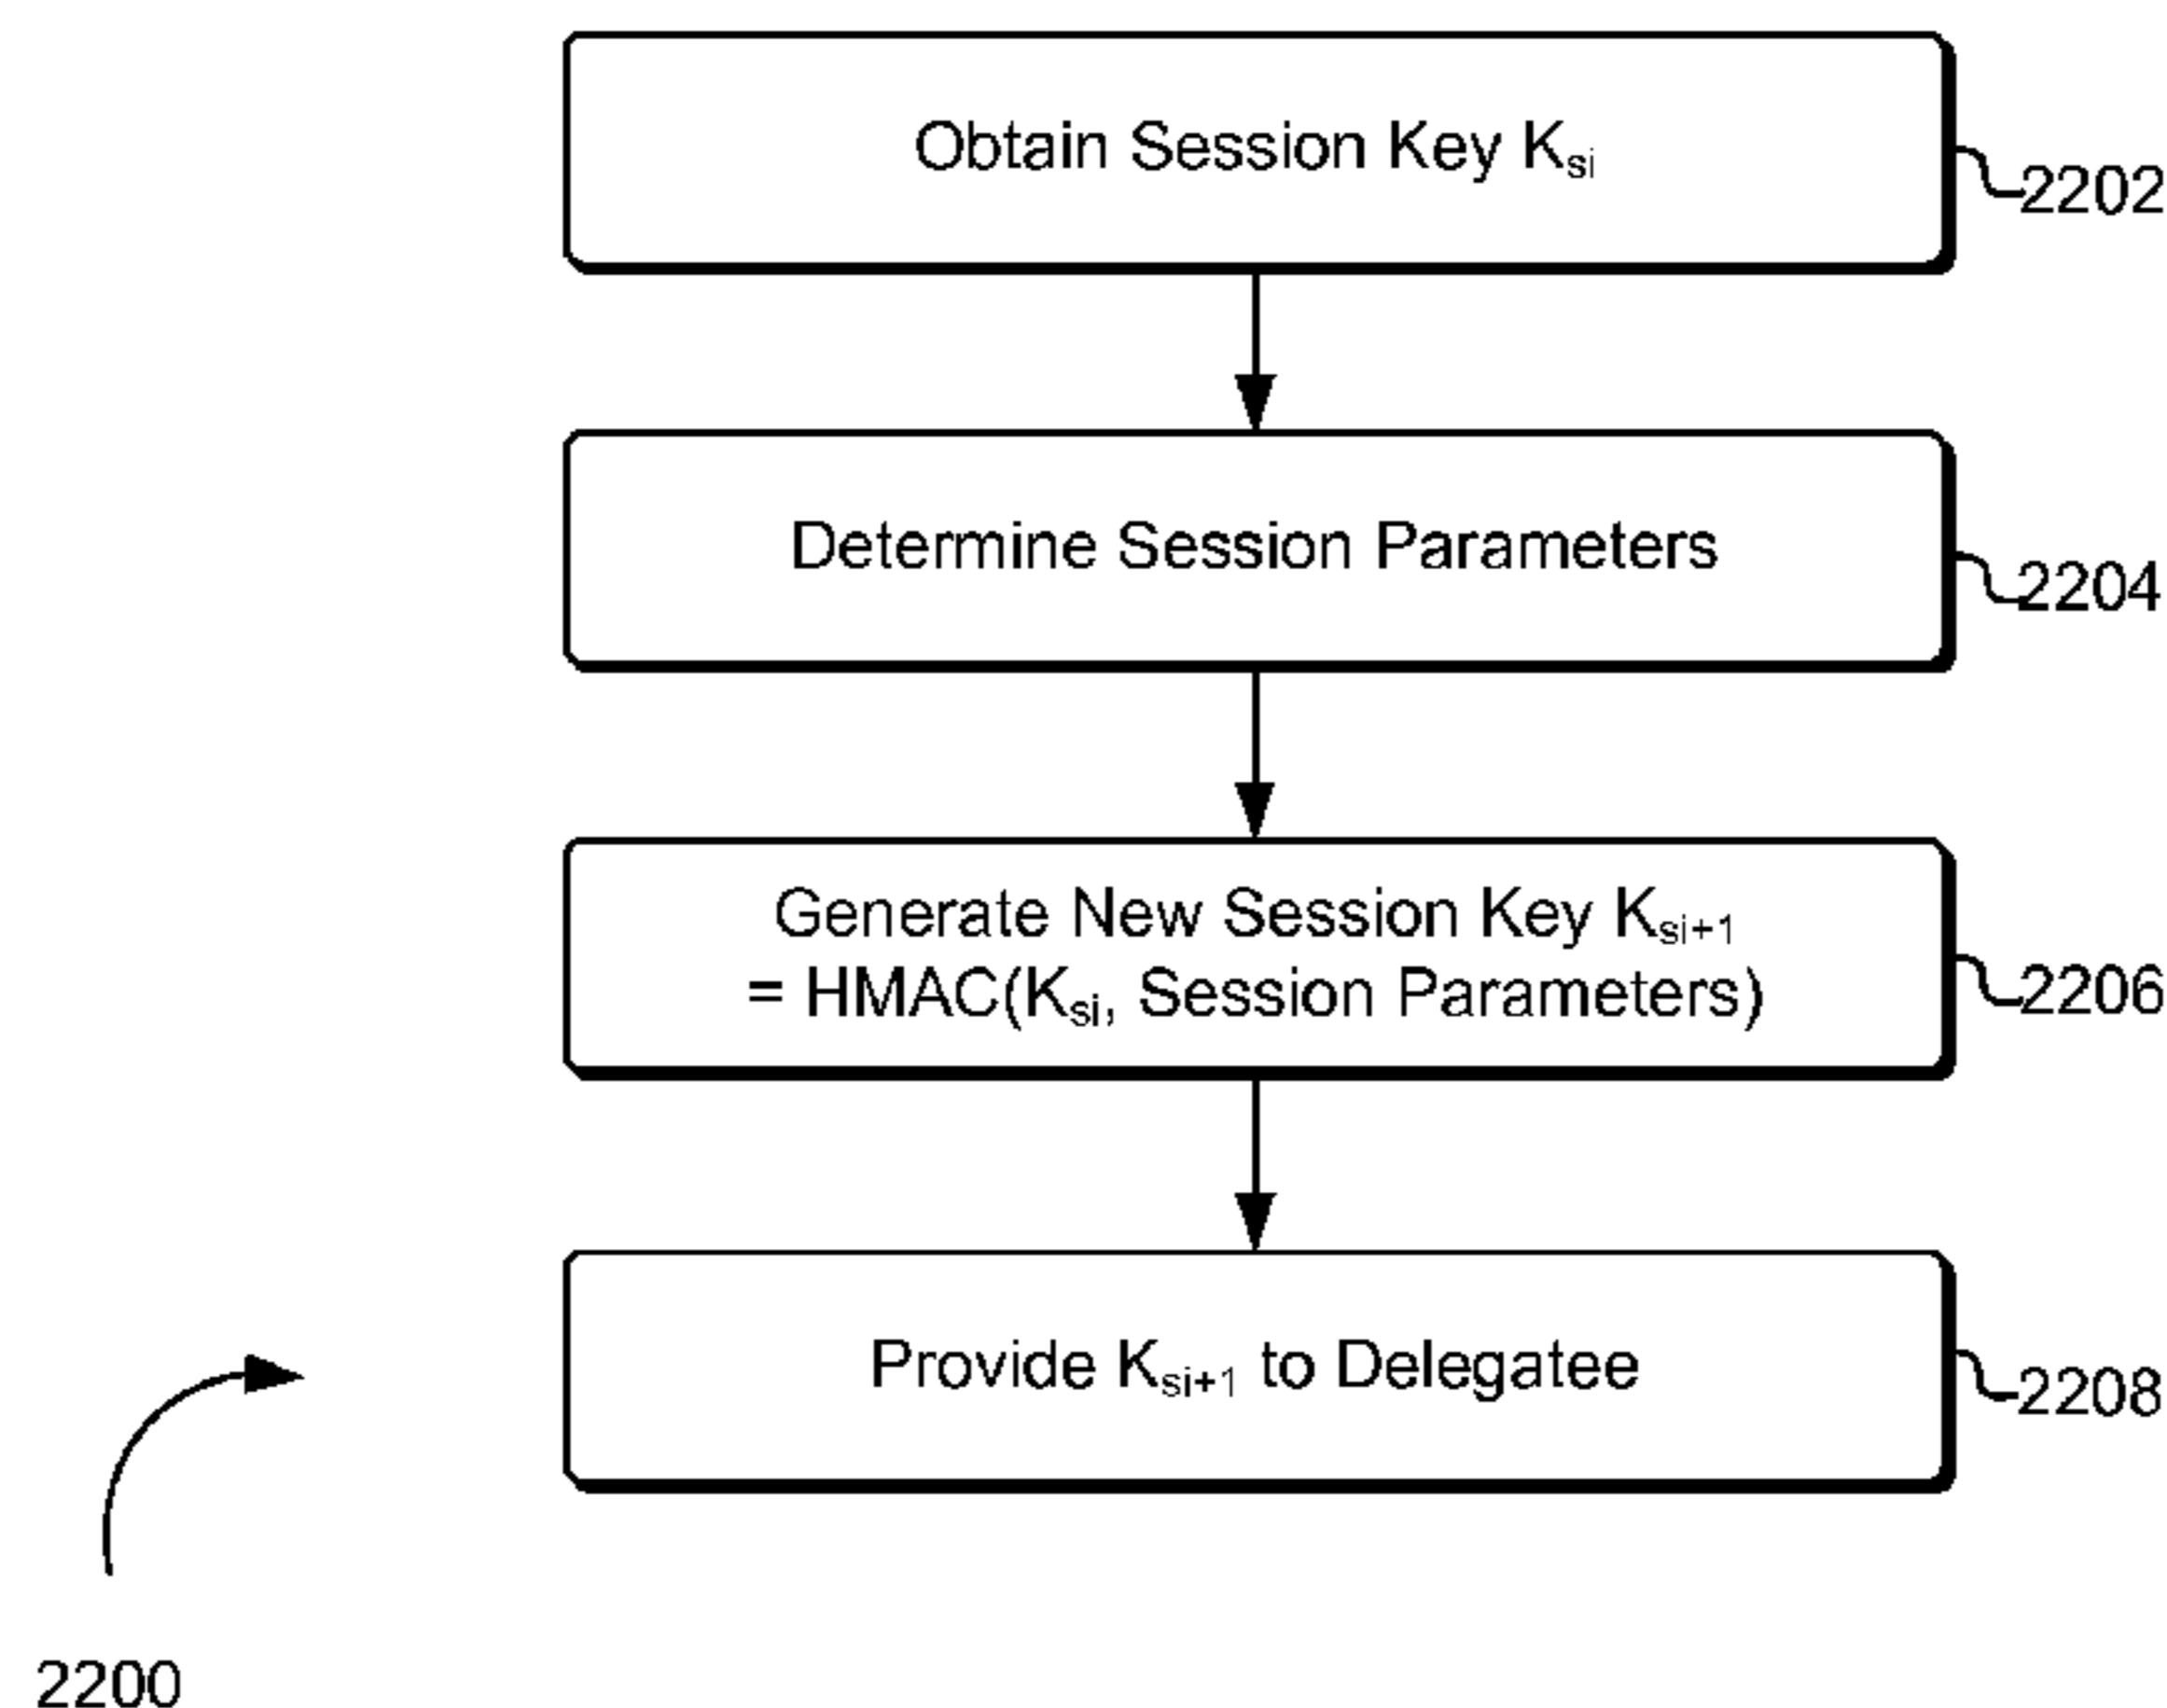 Obtain Session Key Ksi
2202
Determine Session Parameters
2204
Generate New Session Key Ksi+1
= HMAC(Ksi, Session Parameters)
2206
Provide Ksi+1 to Delegatee
2208
2200